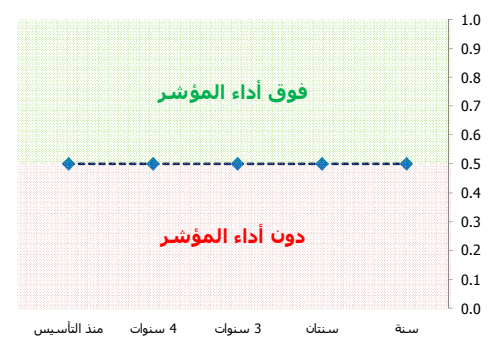 1.0
0.9
0.8
فوق أداء المؤشر
0.7
0.6
0.5
0.4
0.3
دون أداء المؤشر
0.2
0.1
0.0
سنة
سنتان
3 سنوات
4 سنوات
منذ التأسيس